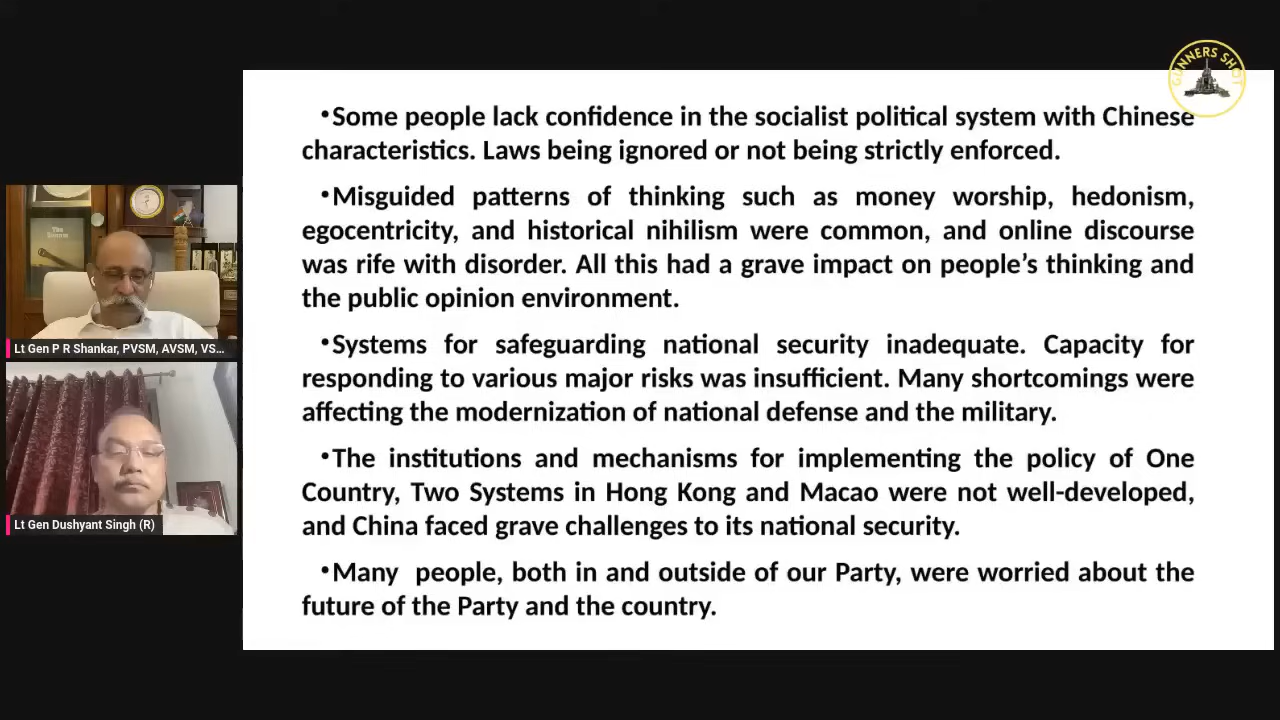 GUNNERS SHOT
•Some people lack confidence in the socialist political system with Chinese
characteristics. Laws being ignored or not being strictly enforced.
•Misguided patterns of thinking such as money worship, hedonism,
egocentricity, and historical nihilism were common, and online discourse
was rife with disorder. All this had a grave impact on people’s thinking and
the public opinion environment.
•Systems for safeguarding national security inadequate. Capacity for
responding to various major risks was insufficient. Many shortcomings were
affecting the modernization of national defense and the military.
•The institutions and mechanisms for implementing the policy of One
Country, Two Systems in Hong Kong and Macao were not well-developed,
and China faced grave challenges to its national security.
•Many people, both in and outside of our Party, were worried about the
future of the Party and the country.
Lt Gen P R Shankar, PVSM, AVSM, VS...
Lt Gen Dushyant Singh (R)